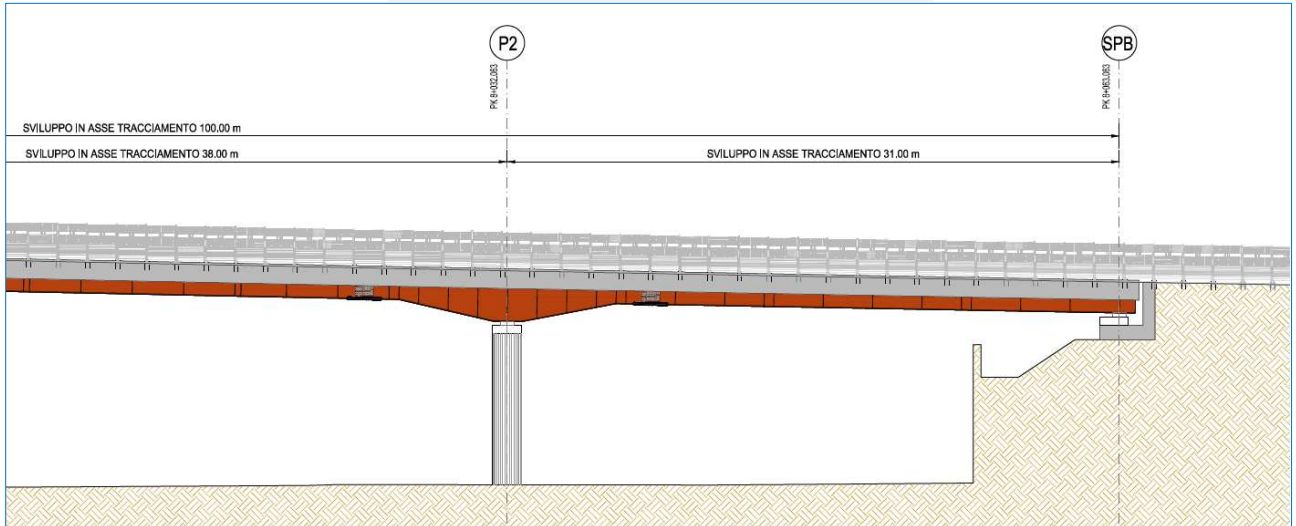 P2
SPB
PK 8+032.063
PK 8+063.063
SVILUPPO IN ASSE TRACCIAMENTO 100.00 m
SVILUPPO IN ASSE TRACCIAMENTO 38.00 m
SVILUPPO IN ASSE TRACCIAMENTO 31.00 m